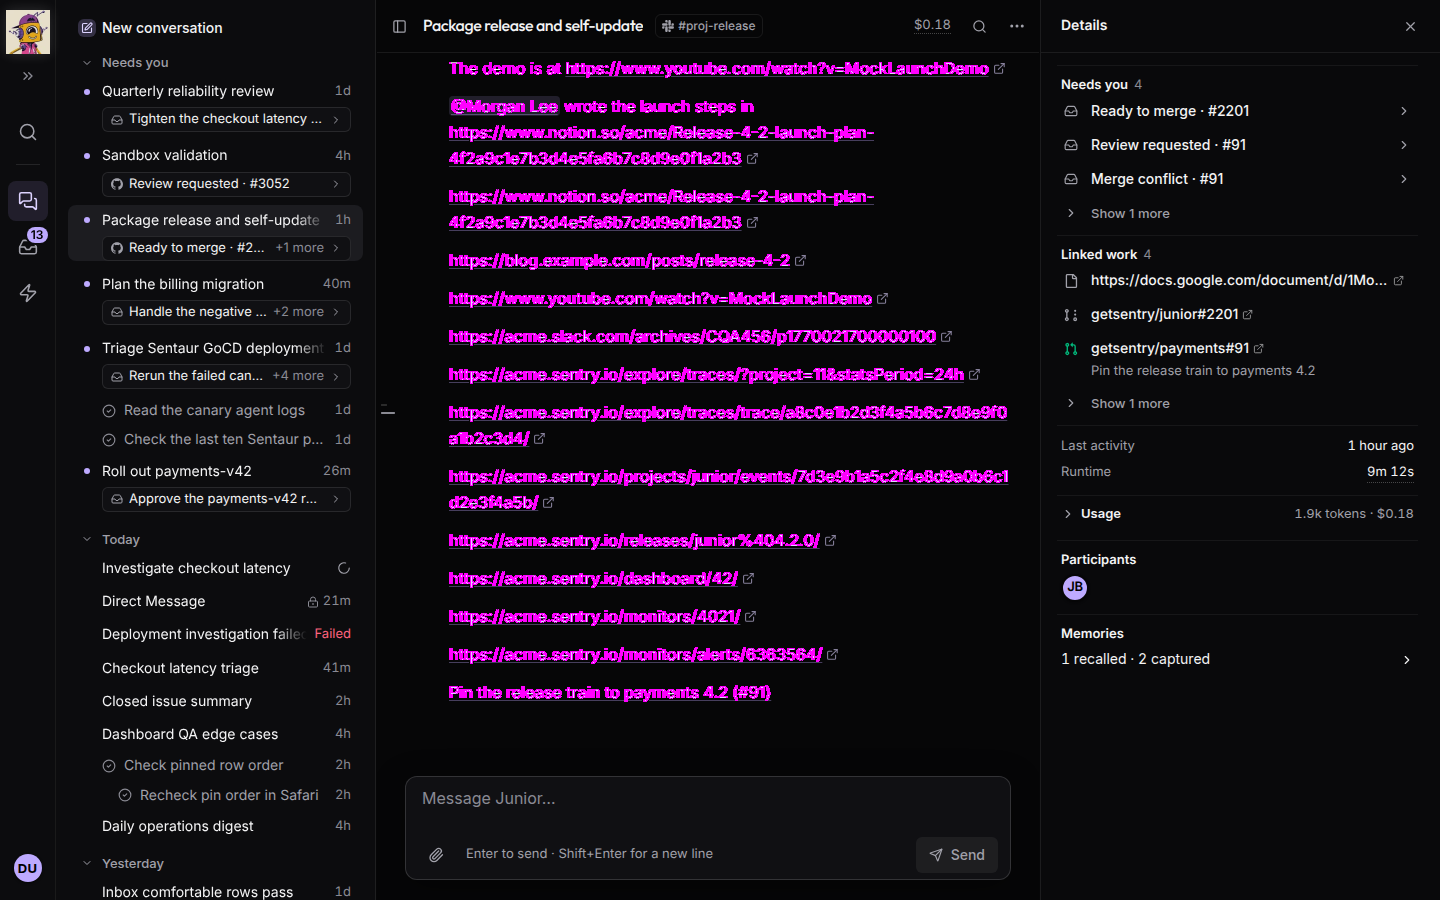 New conversation
Needs you
Quarterly reliability review 1d
Tighten the checkout latency ...
Sandbox validation 4h
Review requested · #3052
Package release and self-update 1h
Ready to merge · #2... +1 more
13
Plan the billing migration 40m
Handle the negative ... +2 more
Triage Sentaur GoCD deployment 1d
Rerun the failed can... +4 more
Read the canary agent logs 1d
Check the last ten Sentaur p... 1d
Roll out payments-v42 26m
Approve the payments-v42 r...
Today
Investigate checkout latency
Direct Message 21m
Deployment investigation failed Failed
Checkout latency triage 41m
Closed issue summary 2h
Dashboard QA edge cases 4h
Check pinned row order 2h
Recheck pin order in Safari 2h
Daily operations digest 4h
Yesterday
Inbox comfortable rows pass 1d
DU
Package release and self-update #proj-release $0.18
The demo is at https://www.youtube.com/watch?v=MockLaunchDemo
@Morgan Lee wrote the launch steps in
https://www.notion.so/acme/Release-4-2-launch-plan-
4f2a9c1e7b3d4e5fa6b7c8d9e0f1a2b3
https://www.notion.so/acme/Release-4-2-launch-plan-
4f2a9c1e7b3d4e5fa6b7c8d9e0f1a2b3
https://blog.example.com/posts/release-4-2
https://www.youtube.com/watch?v=MockLaunchDemo
https://acme.slack.com/archives/CQA456/p1770021700000100
https://acme.sentry.io/explore/traces/?project=11&statsPeriod=24h
https://acme.sentry.io/explore/traces/trace/a8c0e1b2d3f4a5b6c7d8e9f0
a1b2c3d4/
https://acme.sentry.io/projects/junior/events/7d3e9b1a5c2f4e8d9a0b6c1
d2e3f4a5b/
https://acme.sentry.io/releases/junior%404.2.0/
https://acme.sentry.io/dashboard/42/
https://acme.sentry.io/monitors/4021/
https://acme.sentry.io/monitors/alerts/6363564/
Pin the release train to payments 4.2 (#91)
Message Junior...
Enter to send · Shift+Enter for a new line
Send
Details
Needs you 4
Ready to merge · #2201
Review requested · #91
Merge conflict · #91
Show 1 more
Linked work 4
https://docs.google.com/document/d/1Mo...
getsentry/junior#2201
getsentry/payments#91
Pin the release train to payments 4.2
Show 1 more
Last activity 1 hour ago
Runtime 9m 12s
Usage 1.9k tokens · $0.18
Participants
JB
Memories
1 recalled · 2 captured